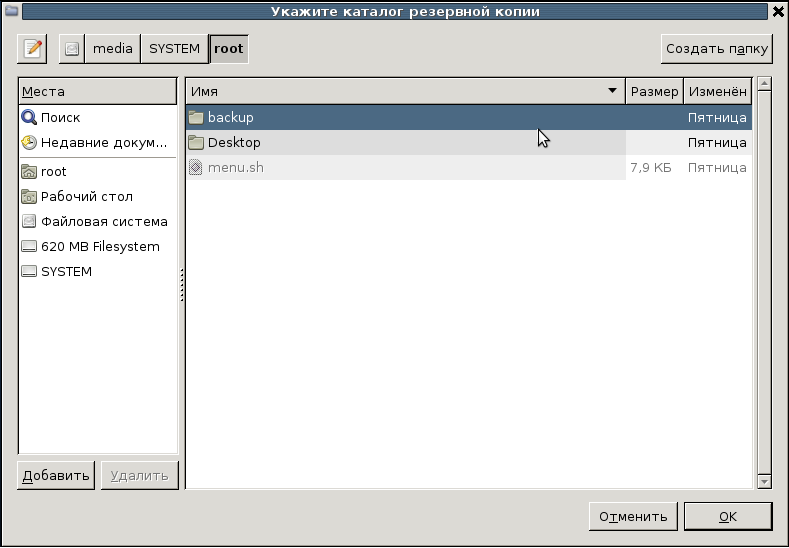 Укажите каталог резервной копии
media SYSTEM root Создать папку
Места
Поиск
Недавние докум...
root
Рабочий стол
Файловая система
620 MB Filesystem
SYSTEM
Добавить Удалить
Имя Размер Изменён
backup Пятница
Desktop Пятница
menu.sh 7,9 КБ Пятница
Отменить OK